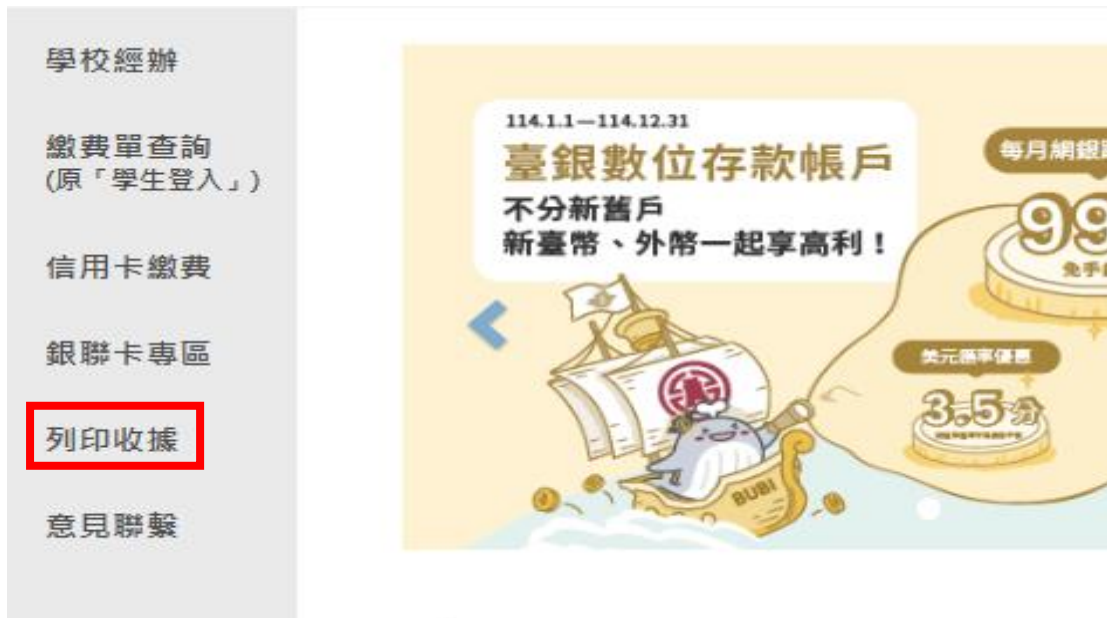 學校經辦
繳費單查詢
(原「學生登入」)
信用卡繳費
銀聯卡專區
列印收據
意見聯繫
114.1.1—114.12.31
臺銀數位存款帳戶
不分新舊戶
新臺幣、外幣一起享高利！
每月網銀
99
免手
美元匯率優惠
3.5分
BUBI